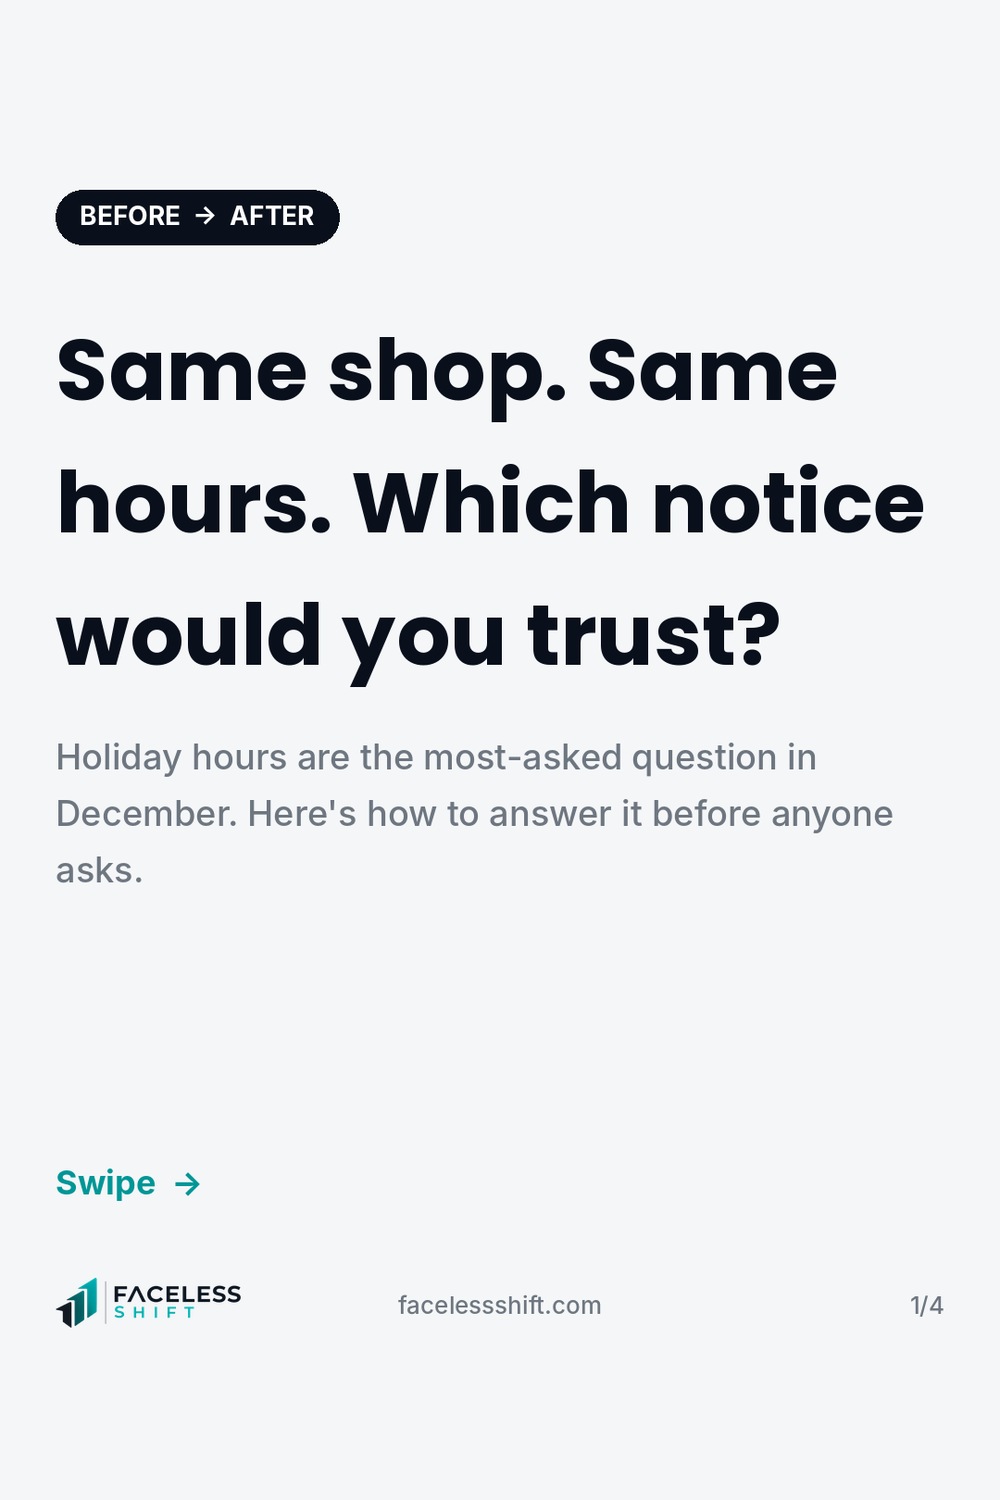 BEFORE → AFTER
Same shop. Same
hours. Which notice
would you trust?
Holiday hours are the most-asked question in
December. Here's how to answer it before anyone
asks.
Swipe →
FACELESS
SHIFT
facelessshift.com
1/4